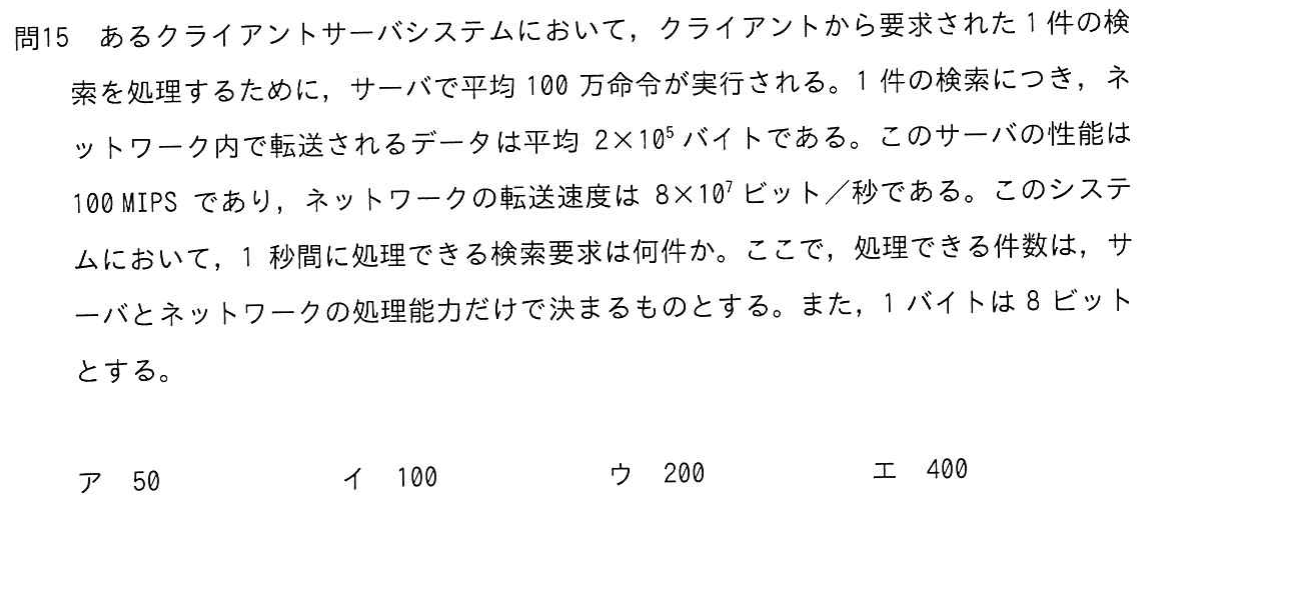 問15　あるクライアントサーバシステムにおいて，クライアントから要求された1件の検
索を処理するために，サーバで平均 100 万命令が実行される。1 件の検索につき，ネ
ットワーク内で転送されるデータは平均 2×10⁵バイトである。このサーバの性能は
100 MIPS であり，ネットワークの転送速度は 8×10⁷ビット／秒である。このシステ
ムにおいて，1 秒間に処理できる検索要求は何件か。ここで，処理できる件数は，サ
ーバとネットワークの処理能力だけで決まるものとする。また，1 バイトは 8 ビット
とする。
ア　50　イ　100　ウ　200　エ　400